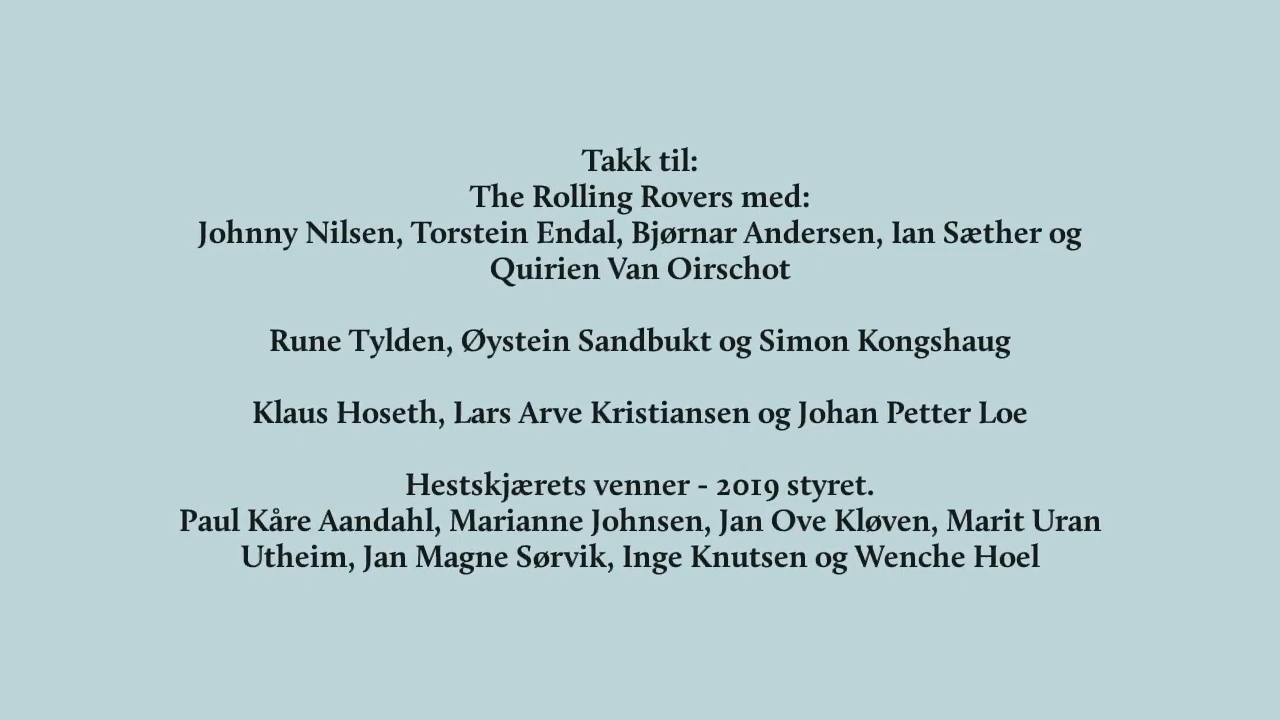 Takk til:
The Rolling Rovers med:
Johnny Nilsen, Torstein Endal, Bjørnar Andersen, Ian Sæther og
Quirien Van Oirschot
Rune Tylden, Øystein Sandbukt og Simon Kongshaug
Klaus Hoseth, Lars Arve Kristiansen og Johan Petter Loe
Hestskjærets venner - 2019 styret.
Paul Kåre Aandahl, Marianne Johnsen, Jan Ove Kløven, Marit Uran
Utheim, Jan Magne Sørvik, Inge Knutsen og Wenche Hoel